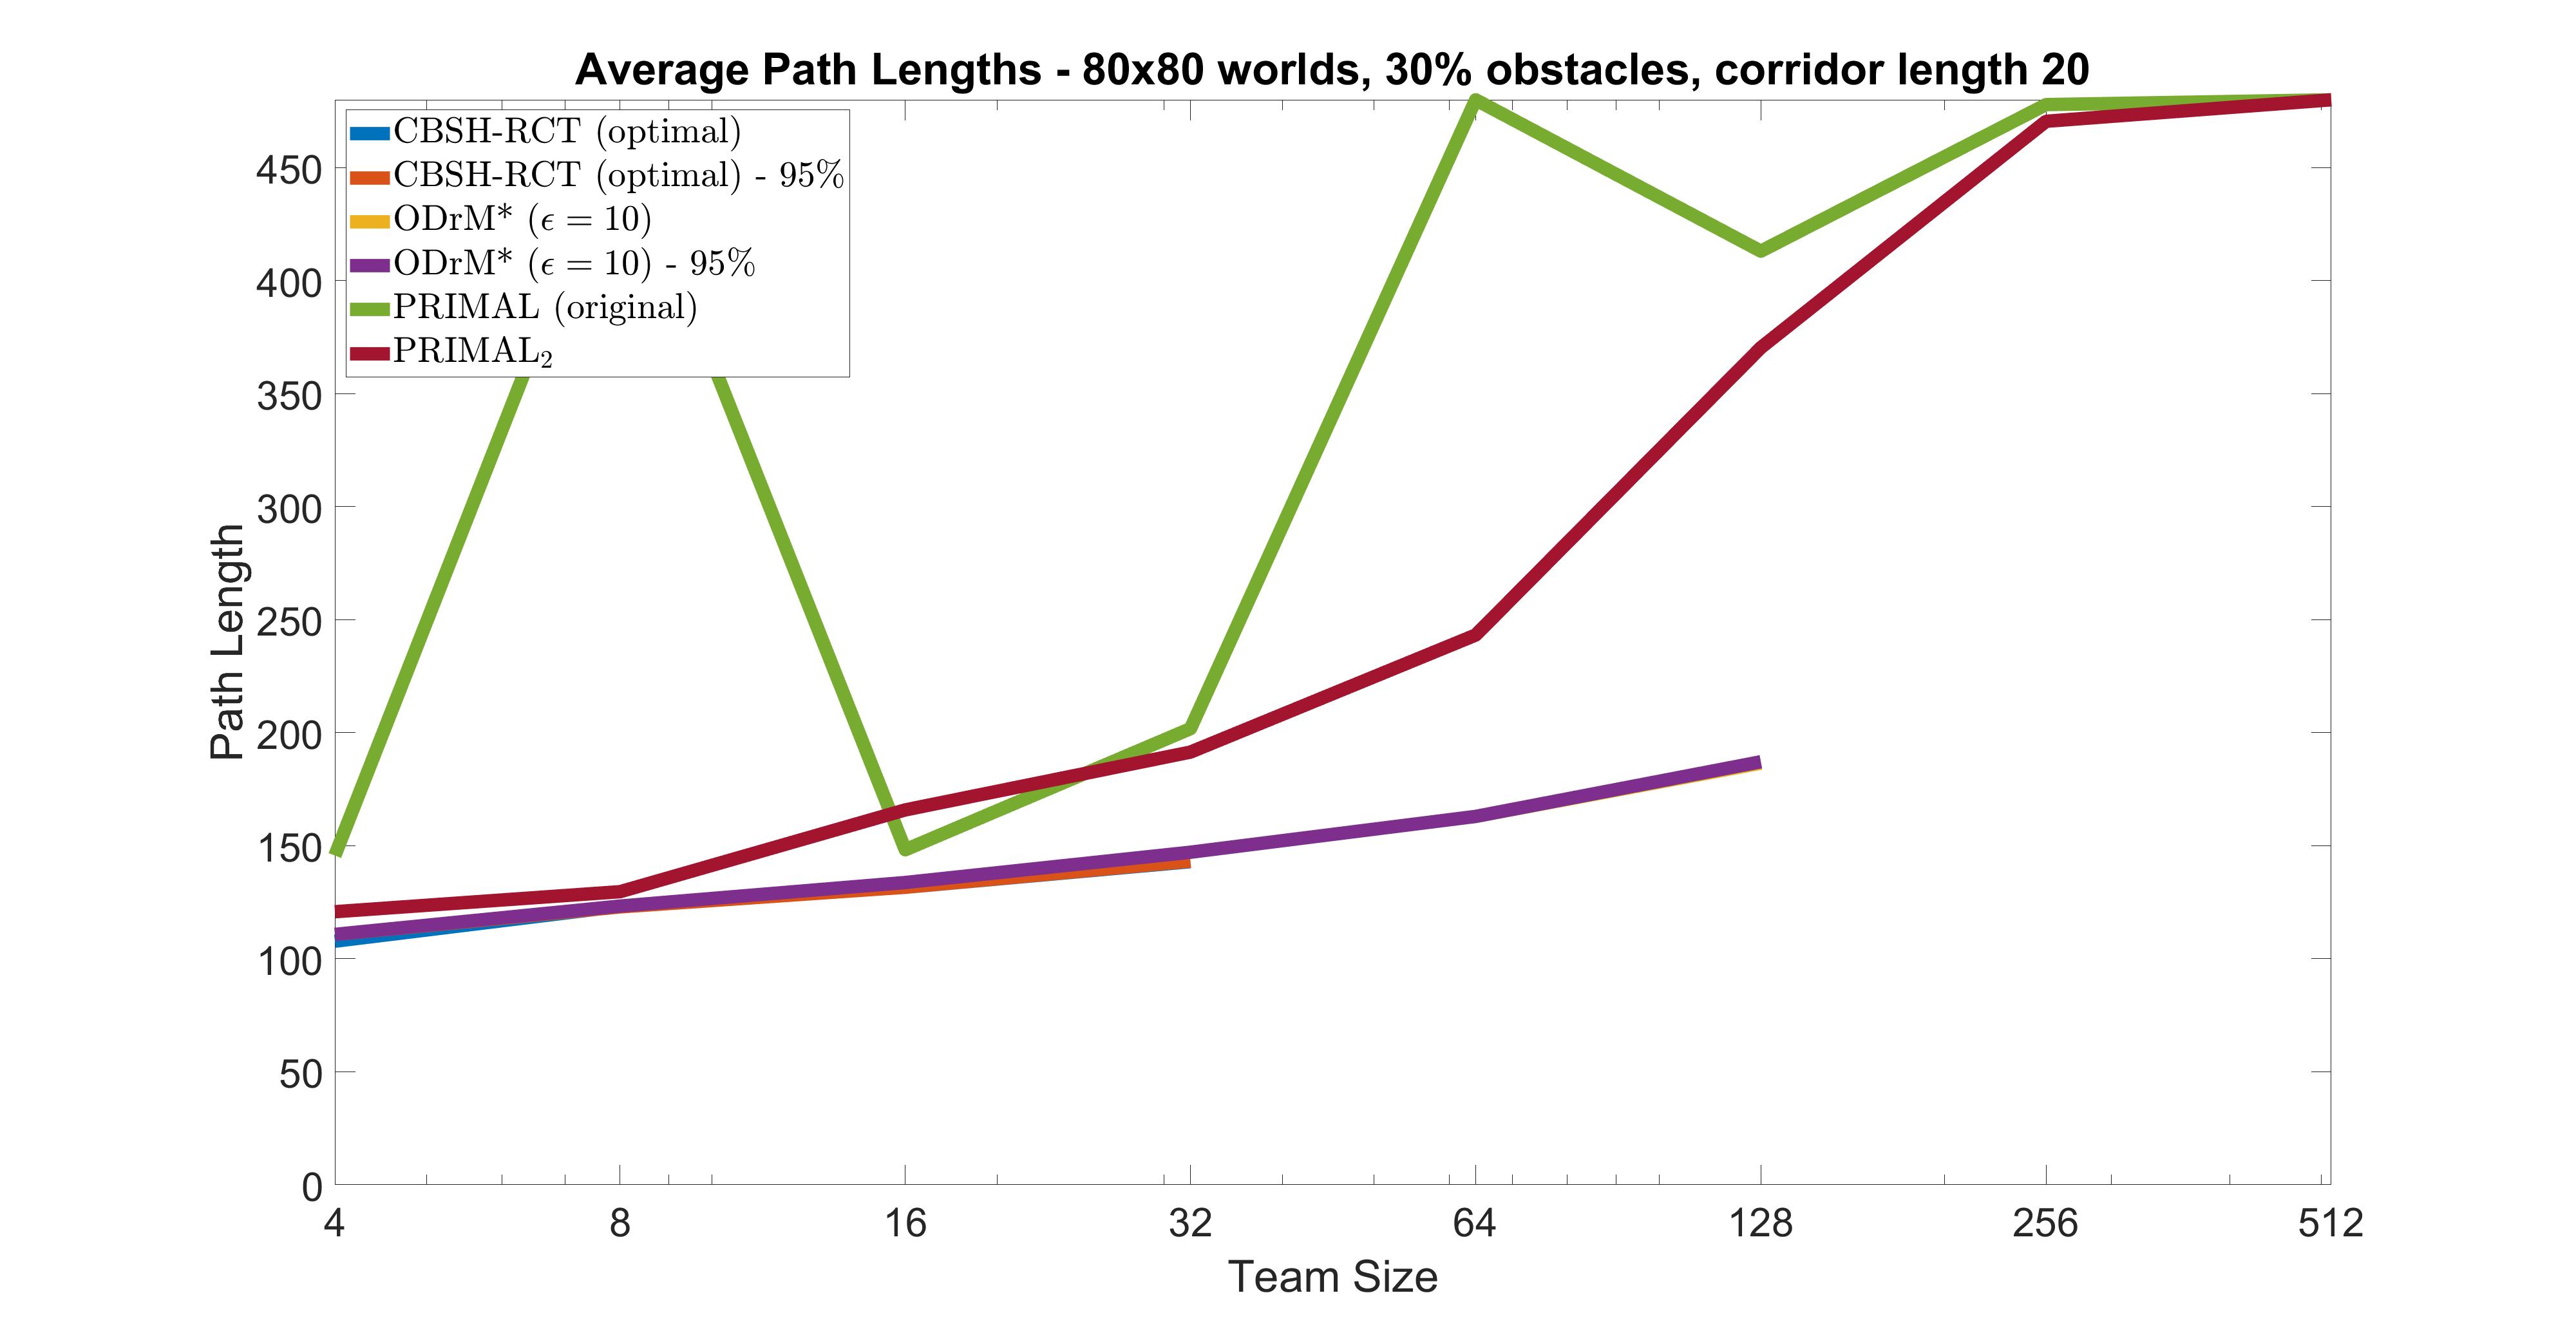 Average Path Lengths - 80x80 worlds, 30% obstacles, corridor length 20
CBSH-RCT (optimal)
CBSH-RCT (optimal) - 95%
ODrM* (ϵ = 10)
ODrM* (ϵ = 10) - 95%
PRIMAL (original)
PRIMAL₂
450
400
350
300
250
200
150
100
50
0
Path Length
4 8 16 32 64 128 256 512
Team Size